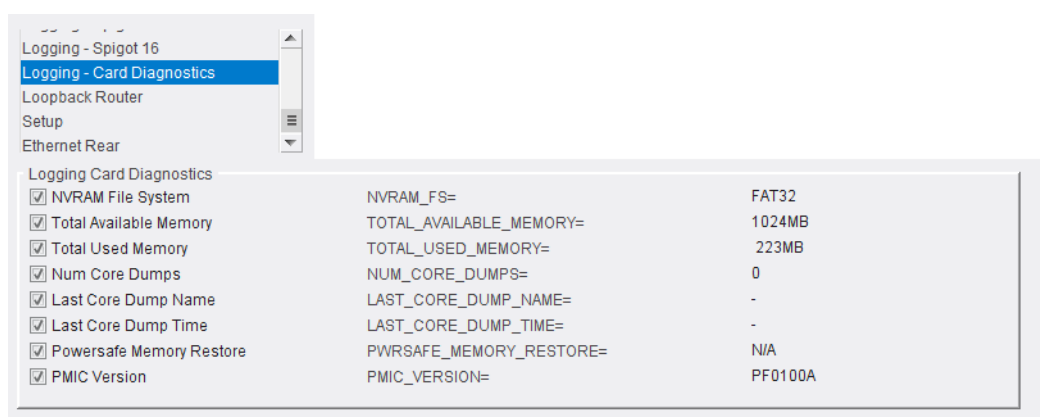 Logging - Spigot 16
Logging - Card Diagnostics
Loopback Router
Setup
Ethernet Rear
Logging Card Diagnostics
NVRAM File System NVRAM_FS= FAT32
Total Available Memory TOTAL_AVAILABLE_MEMORY= 1024MB
Total Used Memory TOTAL_USED_MEMORY= 223MB
Num Core Dumps NUM_CORE_DUMPS= 0
Last Core Dump Name LAST_CORE_DUMP_NAME= -
Last Core Dump Time LAST_CORE_DUMP_TIME= -
Powersafe Memory Restore PWRSAFE_MEMORY_RESTORE= N/A
PMIC Version PMIC_VERSION= PF0100A